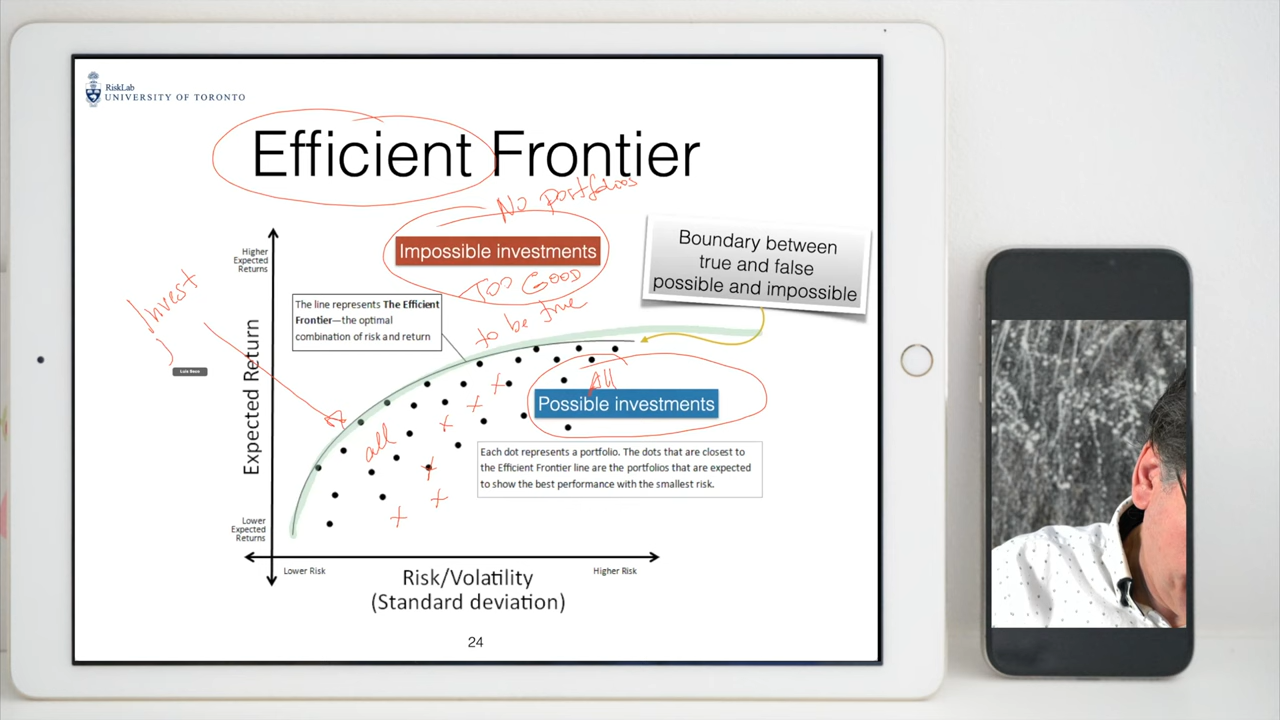 RiskLab
UNIVERSITY OF TORONTO
Efficient Frontier
No portfolios
Impossible investments
Too Good
to be true
Boundary between
true and false
possible and impossible
Higher
Expected
Returns
The line represents The Efficient
Frontier—the optimal
combination of risk and return
Invest
Expected Return
All
Possible investments
all
Each dot represents a portfolio. The dots that are closest to
the Efficient Frontier line are the portfolios that are expected
to show the best performance with the smallest risk.
Lower
Expected
Returns
Lower Risk
Risk/Volatility
(Standard deviation)
Higher Risk
24